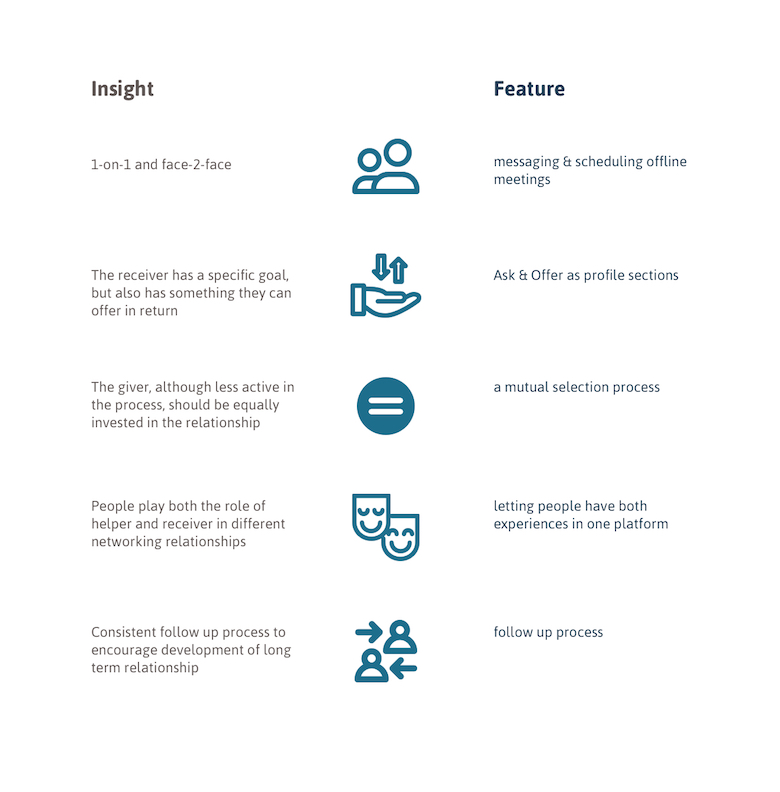 Insight
Feature
1-on-1 and face-2-face
messaging & scheduling offline
meetings
The receiver has a specific goal,
but also has something they can
offer in return
Ask & Offer as profile sections
The giver, although less active in
the process, should be equally
invested in the relationship
a mutual selection process
People play both the role of
helper and receiver in different
networking relationships
letting people have both
experiences in one platform
Consistent follow up process to
encourage development of long
term relationship
follow up process